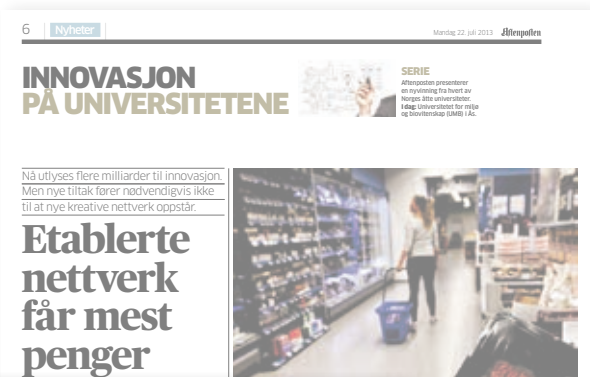 6
Nyheter
Mandag 22. juli 2013 Aftenposten
INNOVASJON
PÅ UNIVERSITETENE
SERIE
Aftenposten presenterer
en nyvinning fra hvert av
Norges åtte universiteter.
I dag: Universitetet for miljø
og biovitenskap (UMB) i Ås.
Nå utlyses flere milliarder til innovasjon.
Men nye tiltak fører nødvendigvis ikke
til at nye kreative nettverk oppstår.
Etablerte
nettverk
får mest
penger